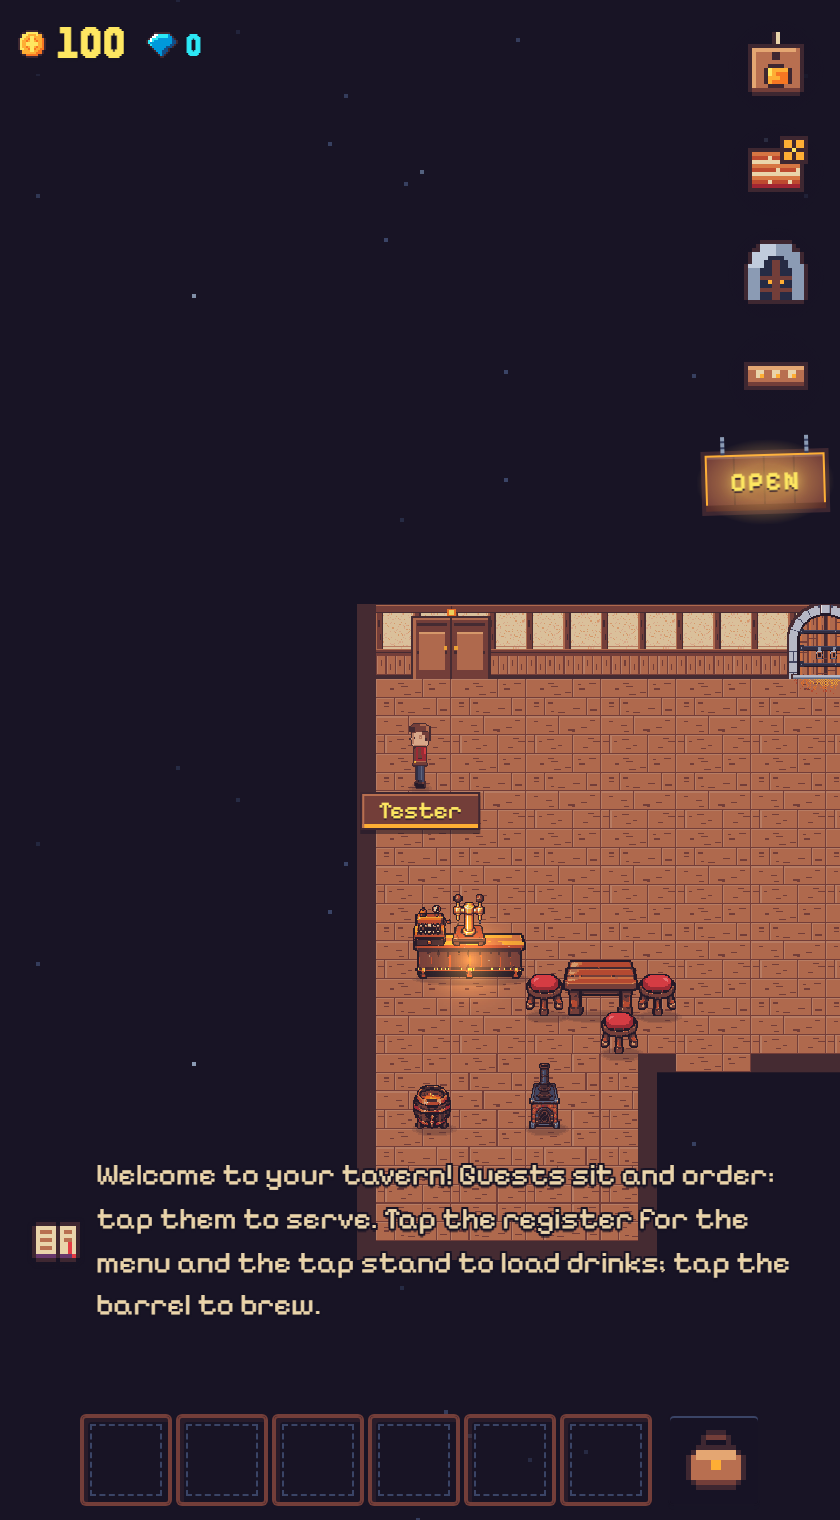 100
0
OPEN
Tester
Welcome to your tavern! Guests sit and order:
tap them to serve. Tap the register for the
menu and the tap stand to load drinks; tap the
barrel to brew.